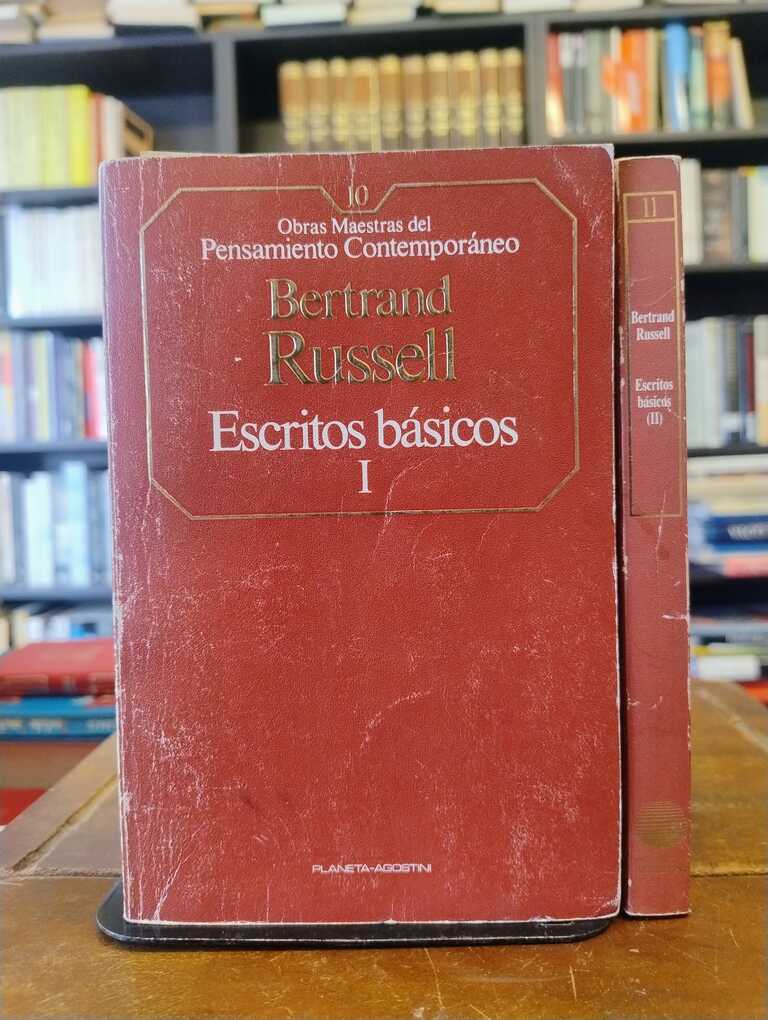 10
Obras Maestras del
Pensamiento Contemporáneo
Bertrand
Russell
Escritos básicos
I
PLANETA-AGOSTINI
11
Bertrand
Russell
Escritos
básicos
(II)